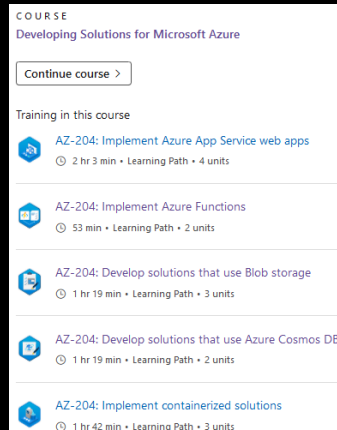 COURSE
Developing Solutions for Microsoft Azure
Continue course >
Training in this course
AZ-204: Implement Azure App Service web apps
2 hr 3 min • Learning Path • 4 units
AZ-204: Implement Azure Functions
53 min • Learning Path • 2 units
AZ-204: Develop solutions that use Blob storage
1 hr 19 min • Learning Path • 3 units
AZ-204: Develop solutions that use Azure Cosmos DB
1 hr 19 min • Learning Path • 2 units
AZ-204: Implement containerized solutions
1 hr 42 min • Learning Path • 3 units